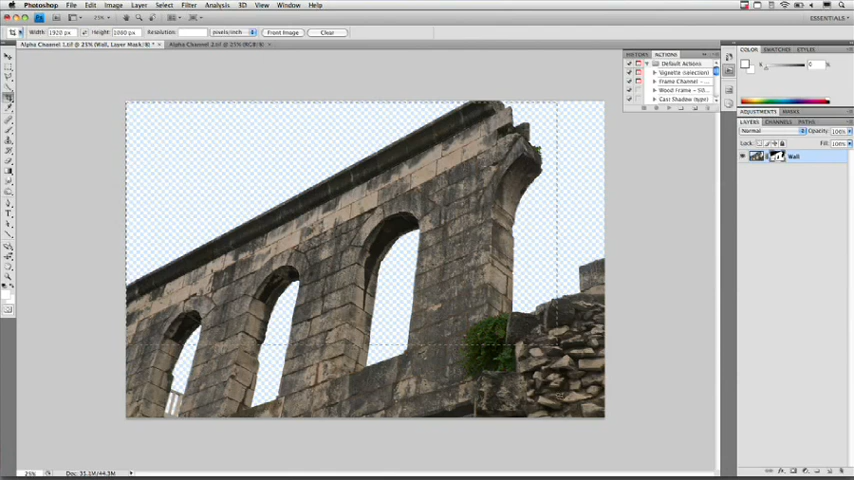 Photoshop File Edit Image Layer Select Filter Analysis 3D View Window Help
25% ESSENTIALS
Width: 1920 px Height: 1080 px Resolution: pixels/inch Front Image Clear
Alpha Channel 1.tif @ 25% (Wall, Layer Mask/8) * Alpha Channel 2.tif @ 25% (RGB/8)
HISTORY ACTIONS
Default Actions
Vignette (selection)
Frame Channel - ...
Wood Frame - 50...
Cast Shadow (type)
COLOR SWATCHES STYLES
K 0 %
ADJUSTMENTS MASKS
LAYERS CHANNELS PATHS
Normal Opacity: 100%
Lock: Fill: 100%
Wall
25% Doc: 31.1M/44.3M